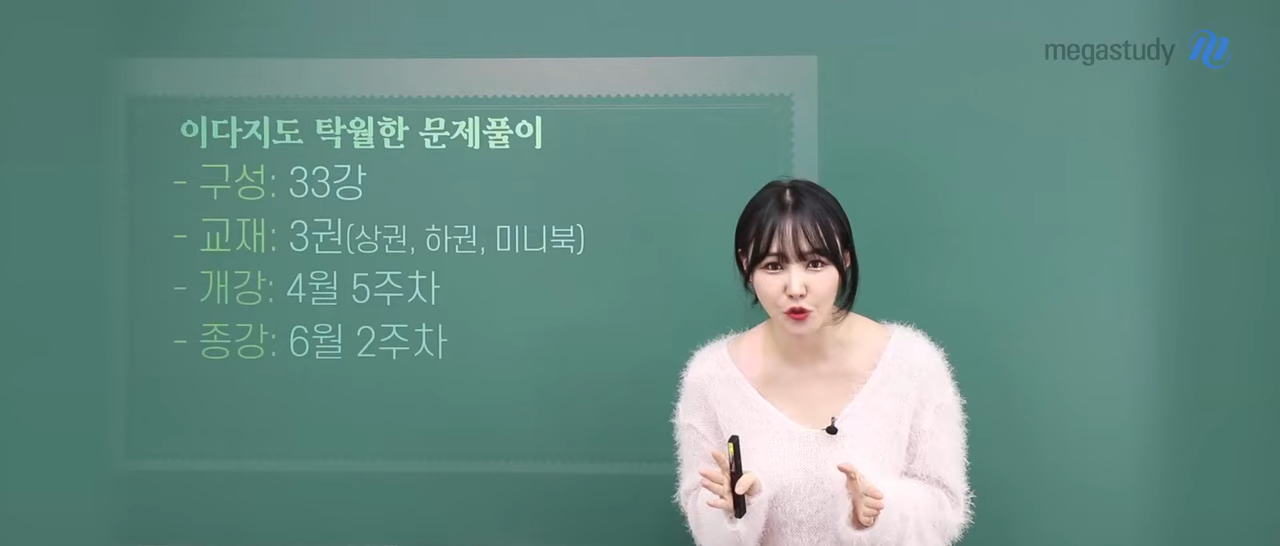 megastudy
이다지도 탁월한 문제풀이
- 구성: 33강
- 교재: 3권(상권, 하권, 미니북)
- 개강: 4월 5주차
- 종강: 6월 2주차